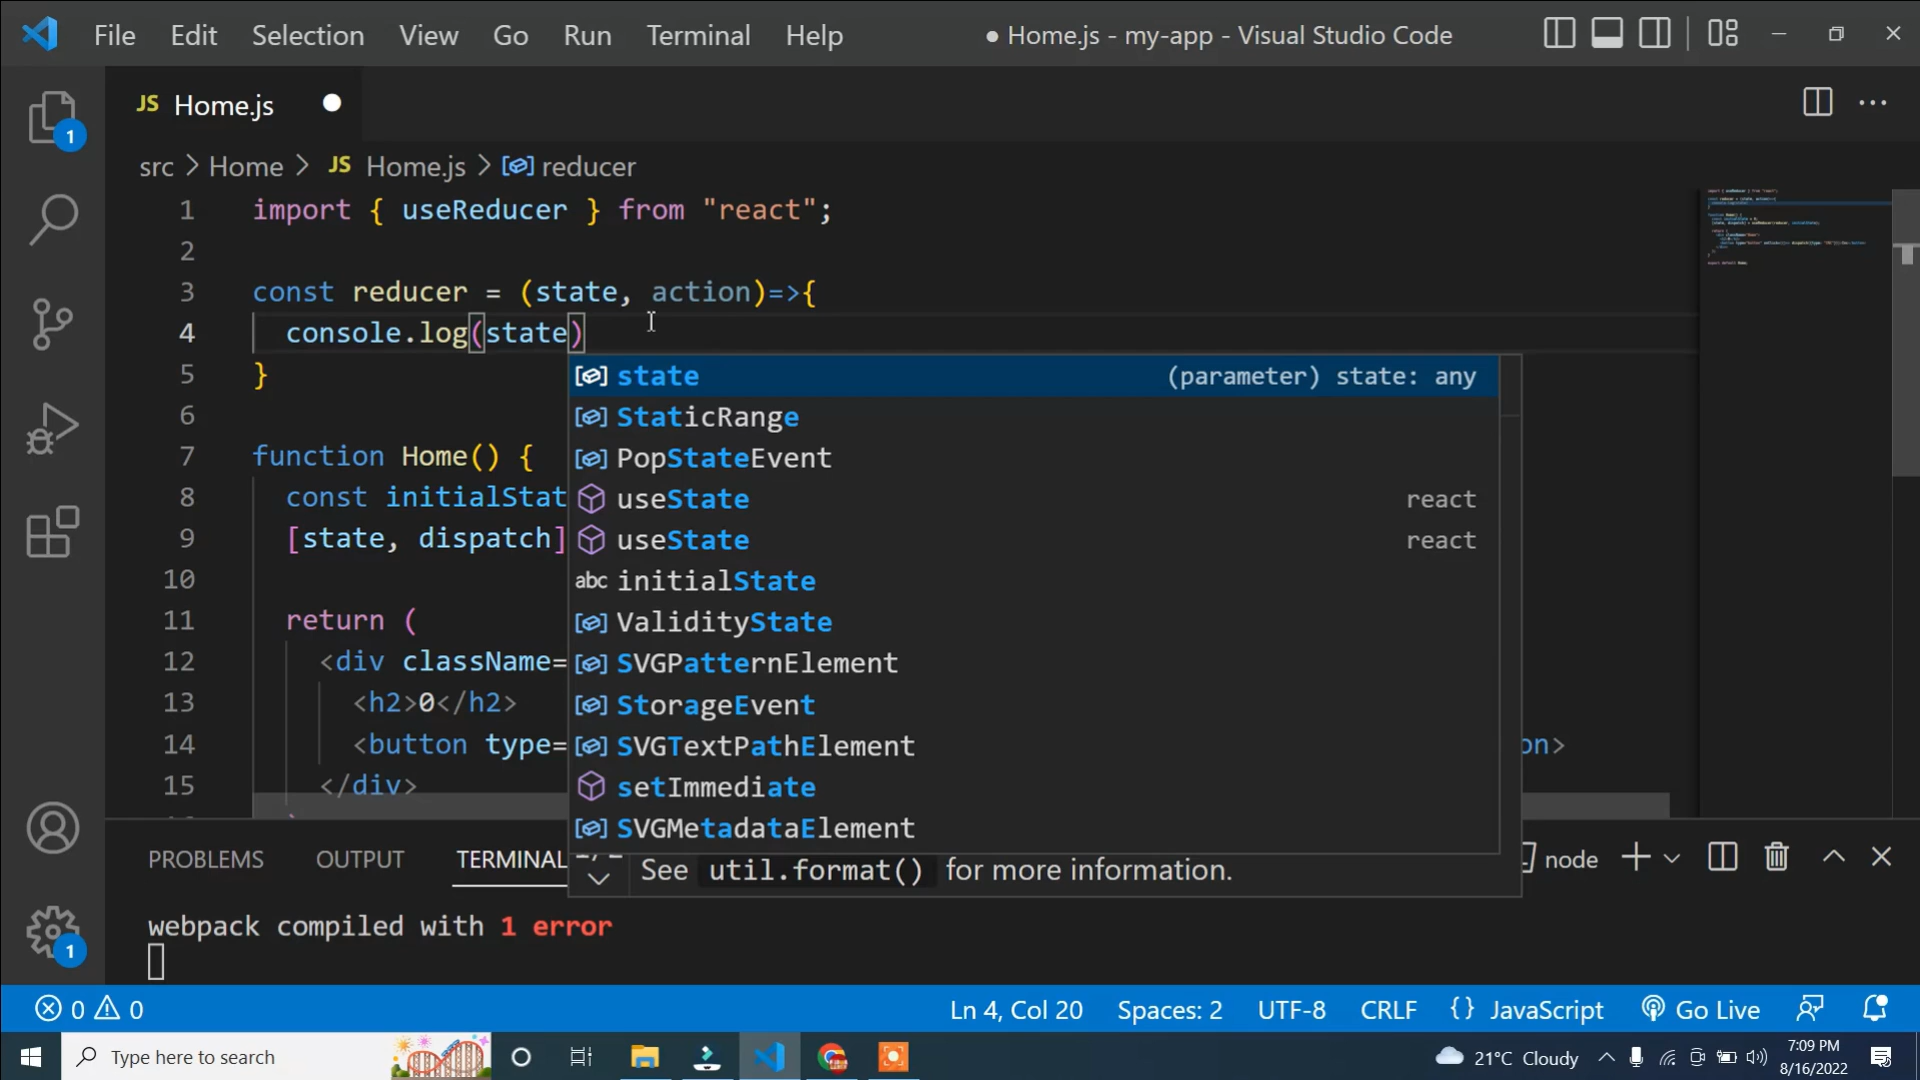 File Edit Selection View Go Run Terminal Help ● Home.js - my-app - Visual Studio Code
JS Home.js
src > Home > JS Home.js > reducer
1 import { useReducer } from "react";
2
3 const reducer = (state, action)=>{
4 console.log(state)
5 }
6
7 function Home() {
8 const initialStat
9 [state, dispatch]
10
11 return (
12 <div className=
13 <h2>0</h2>
14 <button type= on>
15 </div>
state (parameter) state: any
StaticRange
PopStateEvent
useState react
useState react
abc initialState
ValidityState
SVGPatternElement
StorageEvent
SVGTextPathElement
setImmediate
SVGMetadataElement
See util.format() for more information.
PROBLEMS OUTPUT TERMINAL node
webpack compiled with 1 error
1
1
0 0 Ln 4, Col 20 Spaces: 2 UTF-8 CRLF {} JavaScript Go Live
Type here to search 21°C Cloudy 7:09 PM
8/16/2022